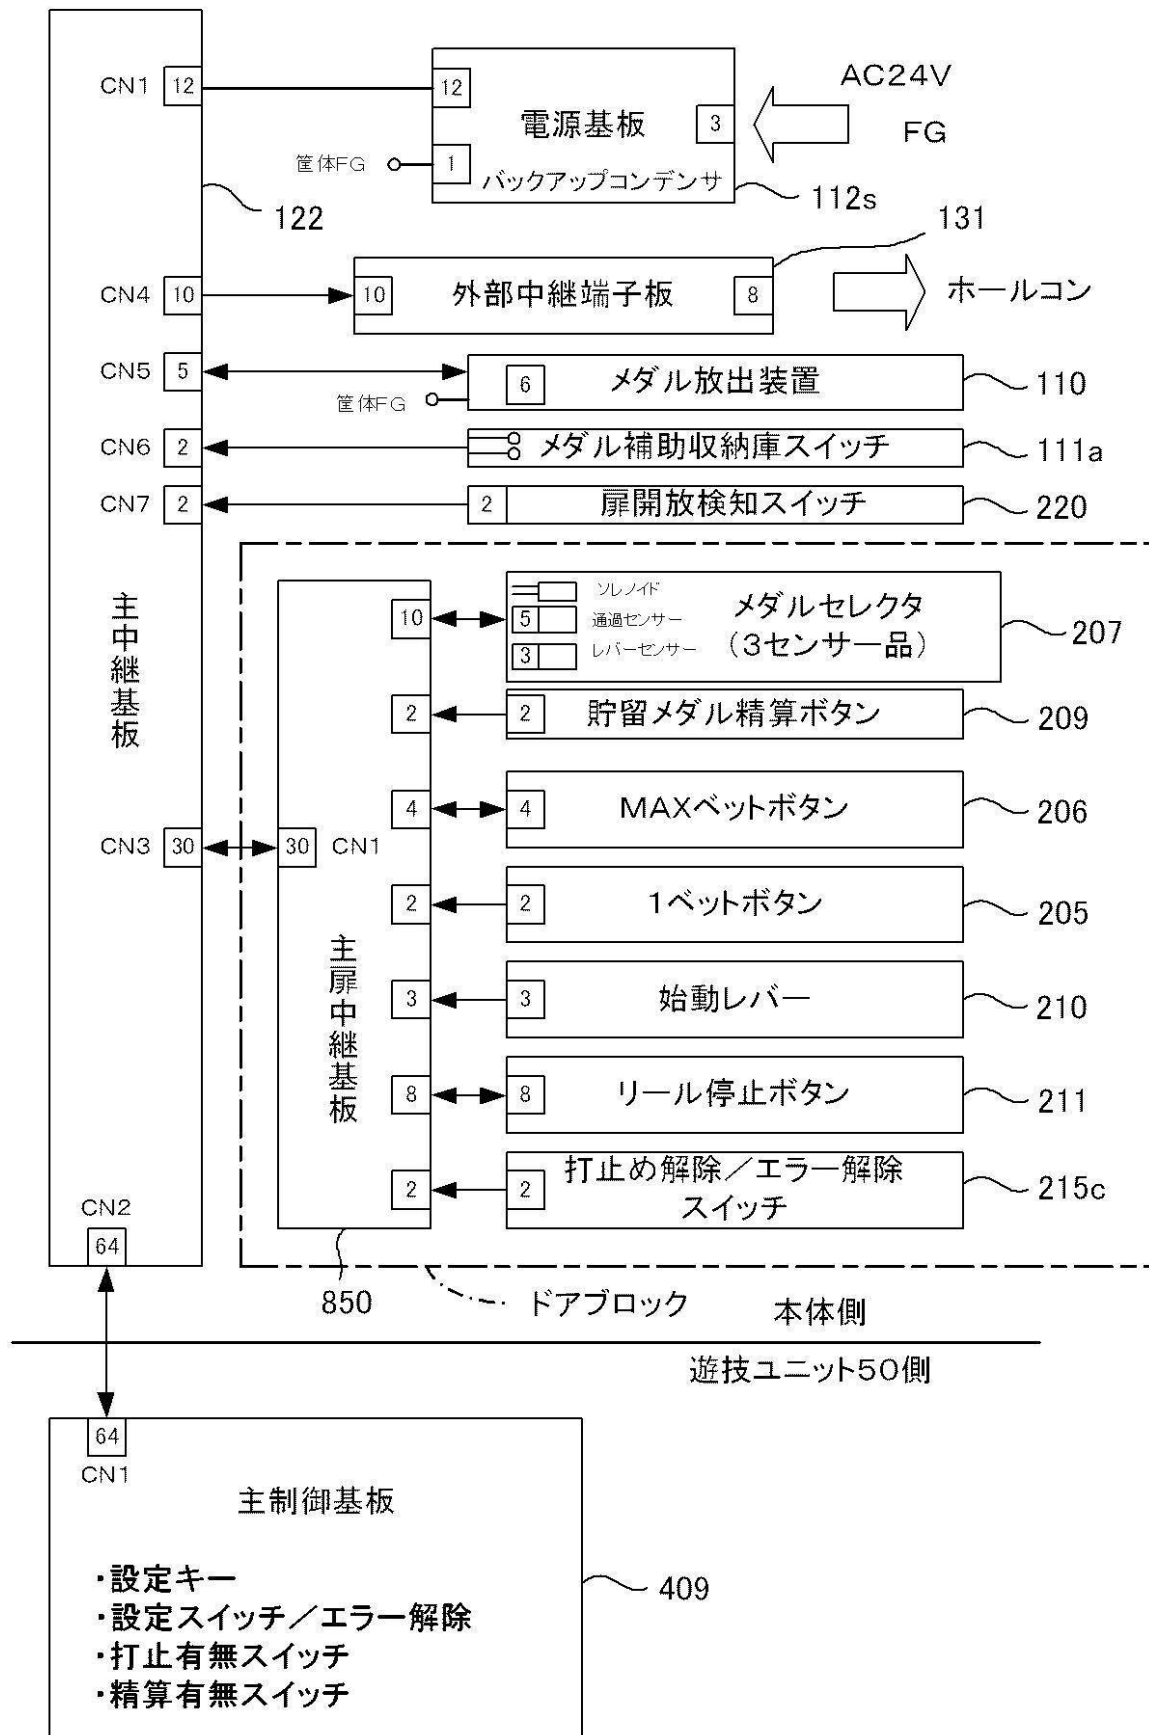 CN1 12
12
電源基板
3
AC24V
FG
筐体FG
1
バックアップコンデンサ
112s
122
131
CN4 10
10
外部中継端子板
8
ホールコン
CN5 5
6
メダル放出装置
110
筐体FG
CN6 2
メダル補助収納庫スイッチ
111a
CN7 2
2
扉開放検知スイッチ
220
主中継基板
10
ソレノイド
5
通過センサー
3
レバーセンサー
メダルセレクタ
(3センサー品)
207
2
2
貯留メダル精算ボタン
209
4
4
MAXベットボタン
206
CN3 30
30 CN1
2
2
1ベットボタン
205
主扉中継基板
3
3
始動レバー
210
8
8
リール停止ボタン
211
2
2
打止め解除/エラー解除
スイッチ
215c
CN2
64
850
ドアブロック
本体側
遊技ユニット50側
64
CN1
主制御基板
・設定キー
・設定スイッチ/エラー解除
・打止有無スイッチ
・精算有無スイッチ
409